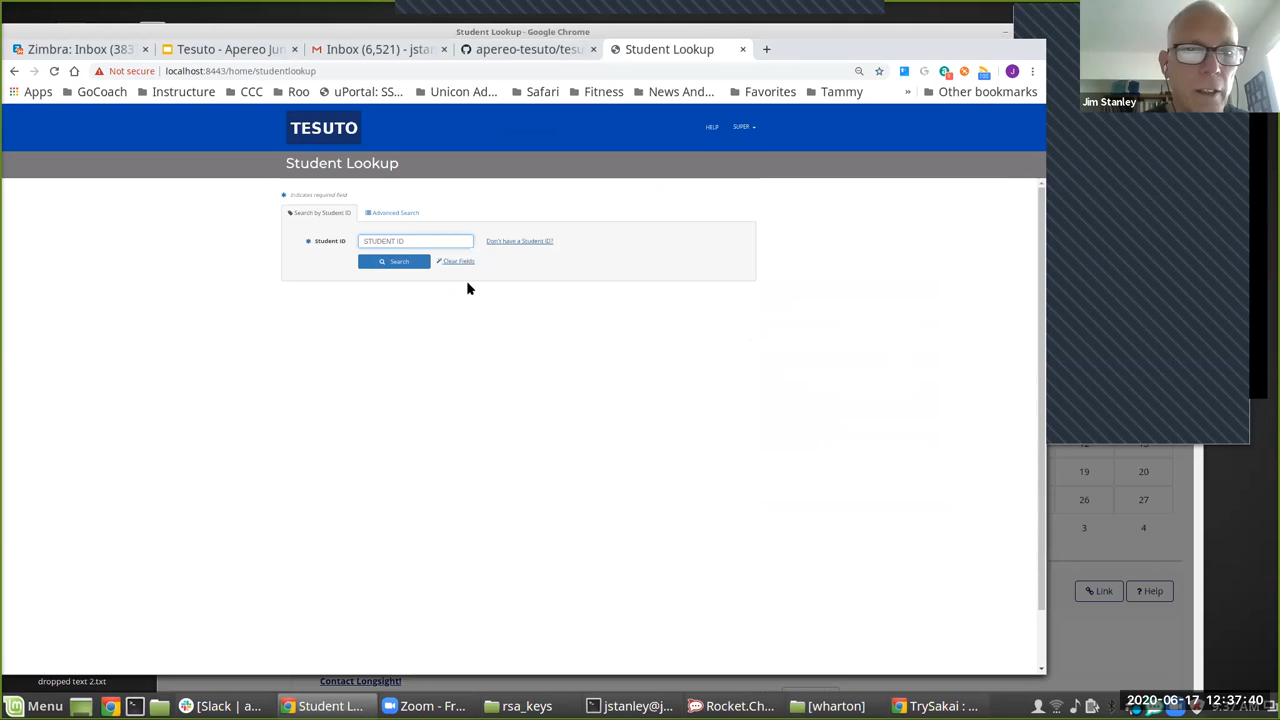 Student Lookup - Google Chrome
Zimbra: Inbox (383
Tesuto - Apereo Jun
Inbox (6,521) - jstan
apereo-tesuto/tesu
Student Lookup
Not secure
localhost:8443/home/studentlookup
Jim Stanley
Apps
GoCoach
Instructure
CCC
Roo
uPortal: SS...
Unicon Ad...
Safari
Fitness
News And...
Favorites
Tammy
»
Other bookmarks
TESUTO
HELP
SUPER
Student Lookup
Indicates required field
Search by Student ID
Advanced Search
Student ID
STUDENT ID
Don't have a Student ID?
Search
Clear Fields
19
20
26
27
3
4
Link
? Help
dropped text 2.txt
Contact Longsight!
Menu
[Slack | a...
Student L...
Zoom - Fr...
rsa_keys
jstanley@j...
Rocket.Ch...
[wharton]
TrySakai : ...
2020-06-17 12:37:40